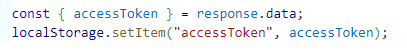 const { accessToken } = response.data;
localStorage.setItem("accessToken", accessToken);